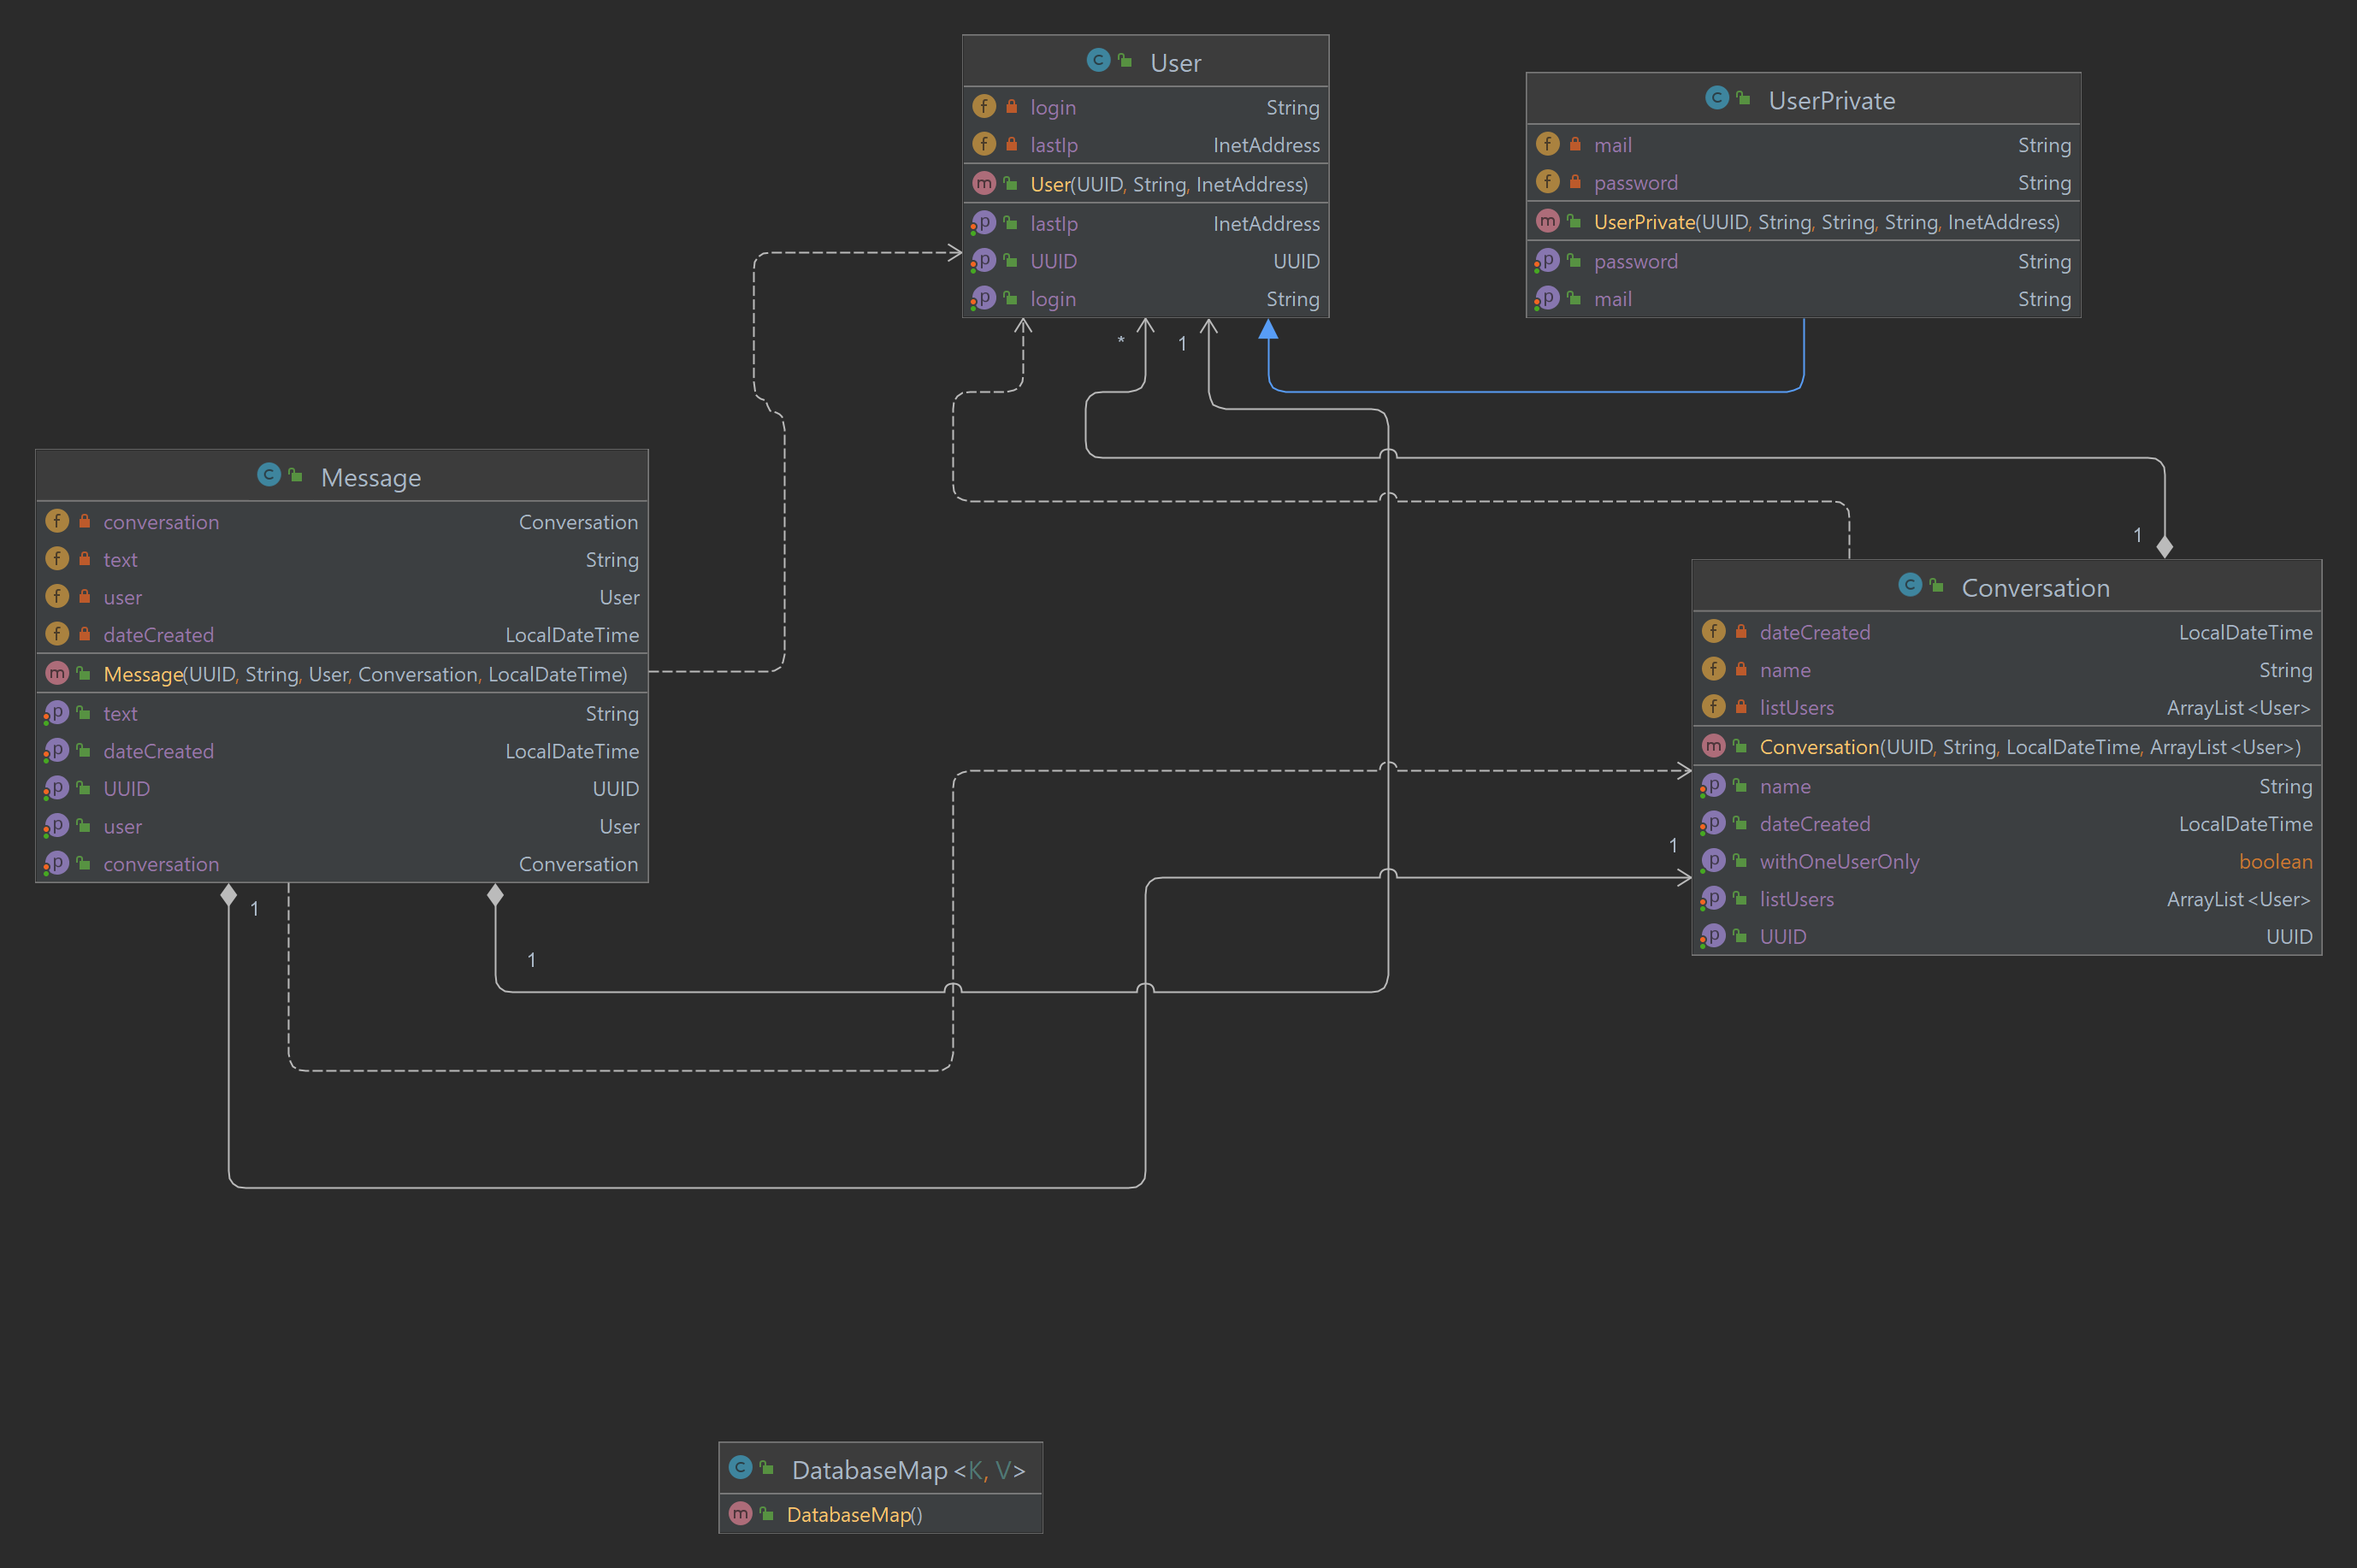 User
login String
lastIp InetAddress
User(UUID, String, InetAddress)
lastIp InetAddress
UUID UUID
login String
* 1
UserPrivate
mail String
password String
UserPrivate(UUID, String, String, String, InetAddress)
password String
mail String
Message
conversation Conversation
text String
user User
dateCreated LocalDateTime
Message(UUID, String, User, Conversation, LocalDateTime)
text String
dateCreated LocalDateTime
UUID UUID
user User
conversation Conversation
1
1
1
Conversation
dateCreated LocalDateTime
name String
listUsers ArrayList<User>
Conversation(UUID, String, LocalDateTime, ArrayList<User>)
name String
dateCreated LocalDateTime
withOneUserOnly boolean
listUsers ArrayList<User>
UUID UUID
1
DatabaseMap<K, V>
DatabaseMap()